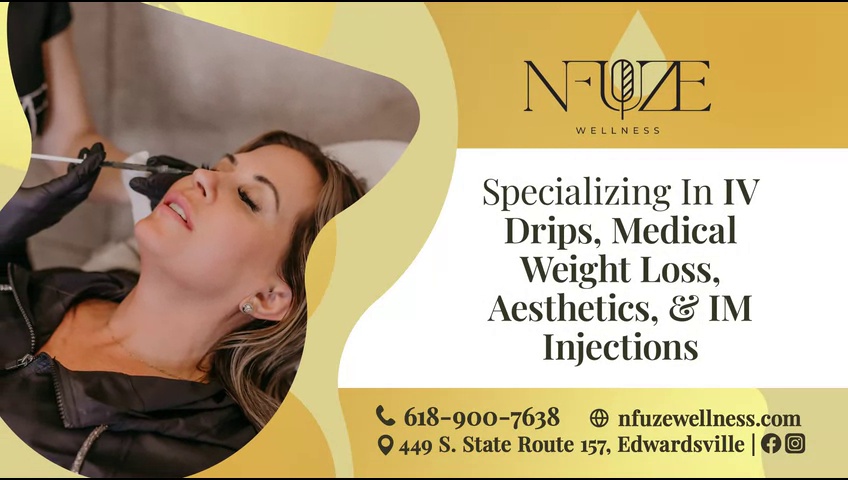 NFUZE
WELLNESS
Specializing In IV
Drips, Medical
Weight Loss,
Aesthetics, & IM
Injections
618-900-7638 nfuzewellness.com
449 S. State Route 157, Edwardsville |